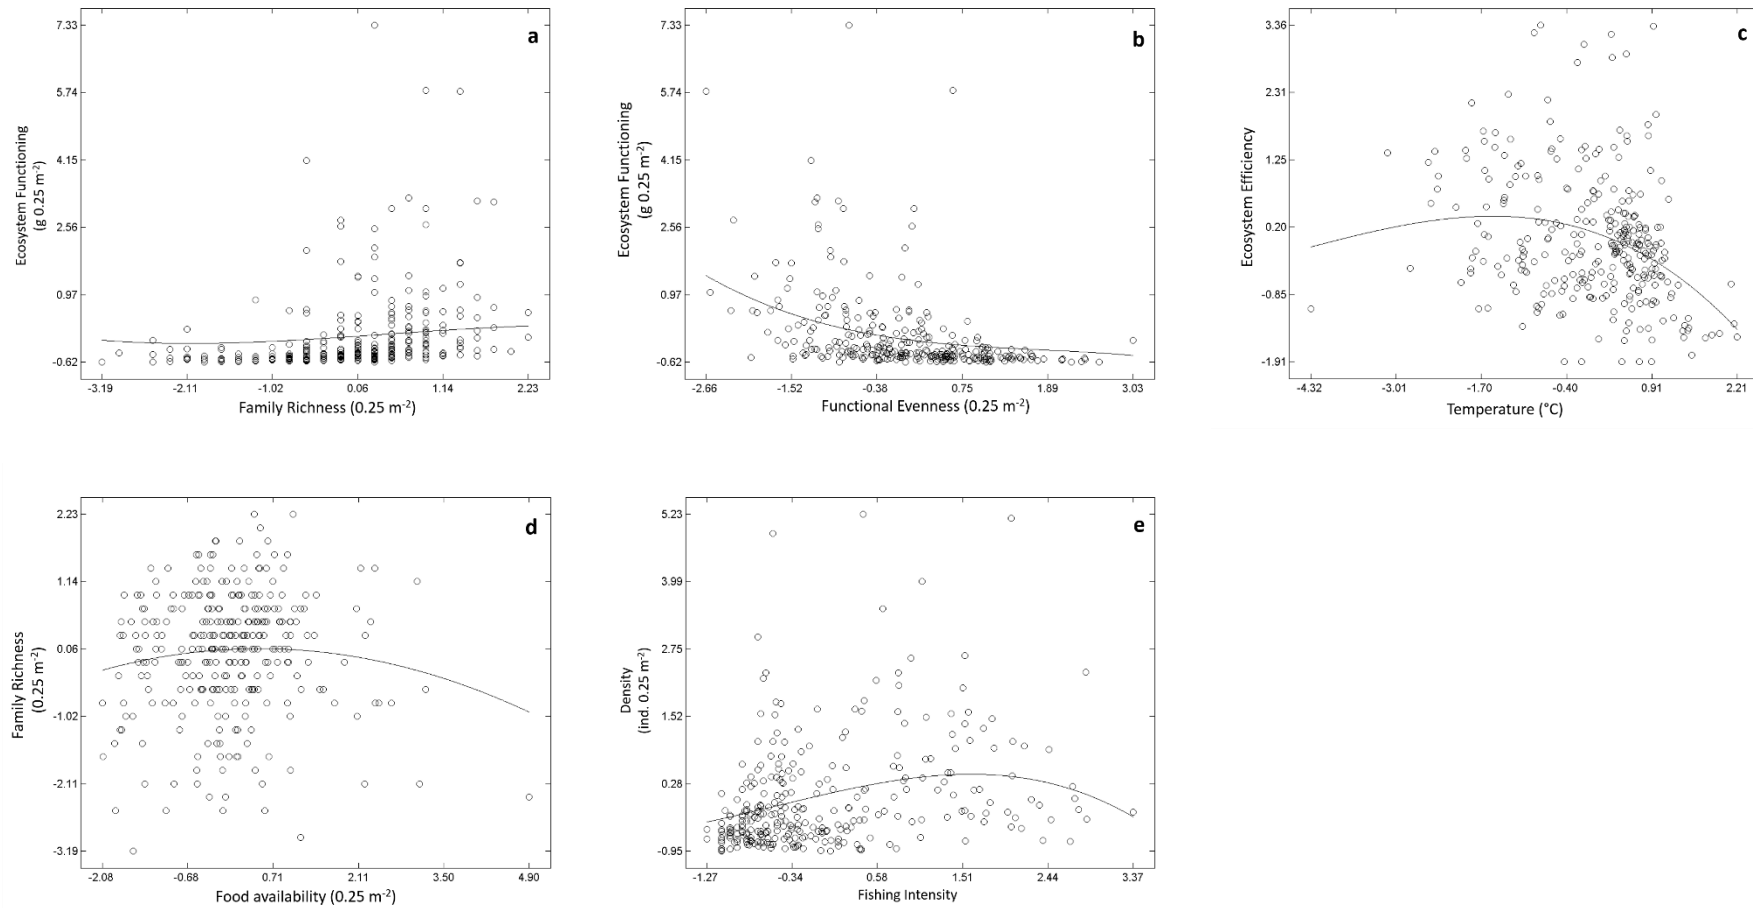 a
7.33
5.74
4.15
2.56
0.97
-0.62
Ecosystem Functioning
(g 0.25 m-2)
-3.19 -2.11 -1.02 0.06 1.14 2.23
Family Richness (0.25 m-2)
b
7.33
5.74
4.15
2.56
0.97
-0.62
Ecosystem Functioning
(g 0.25 m-2)
-2.66 -1.52 -0.38 0.75 1.89 3.03
Functional Evenness (0.25 m-2)
c
3.36
2.31
1.25
0.20
-0.85
-1.91
Ecosystem Efficiency
-4.32 -3.01 -1.70 -0.40 0.91 2.21
Temperature (°C)
d
2.23
1.14
0.06
-1.02
-2.11
-3.19
Family Richness
(0.25 m-2)
-2.08 -0.68 0.71 2.11 3.50 4.90
Food availability (0.25 m-2)
e
5.23
3.99
2.75
1.52
0.28
-0.95
Density
(ind. 0.25 m-2)
-1.27 -0.34 0.58 1.51 2.44 3.37
Fishing Intensity